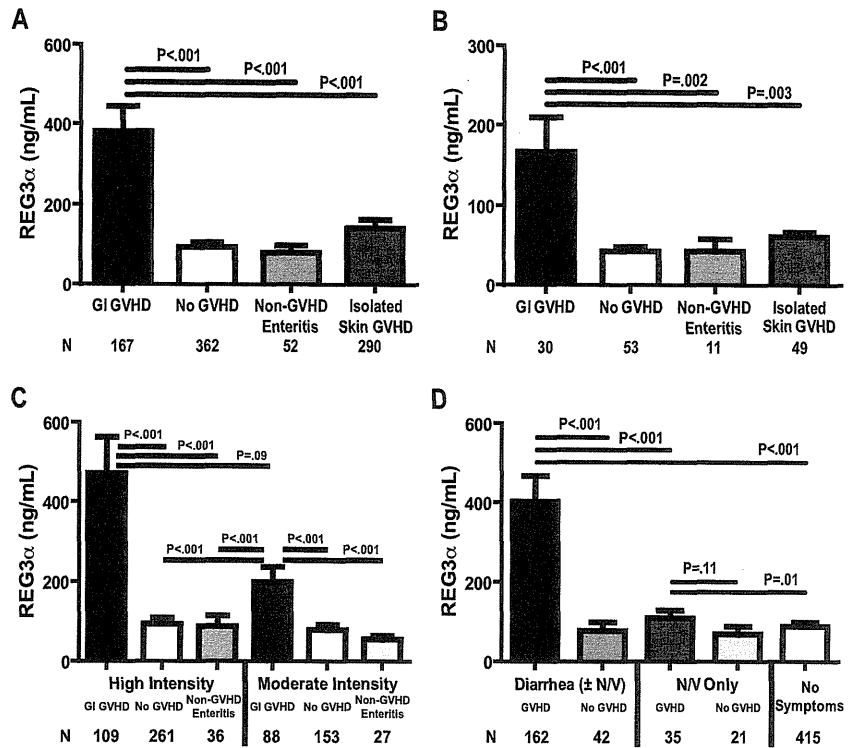 A
REG3α (ng/mL)
600
400
200
0
P<.001
P<.001
P<.001
GI GVHD
No GVHD
Non-GVHD
Enteritis
Isolated
Skin GVHD
N 167 362 52 290
B
REG3α (ng/mL)
300
200
100
0
P<.001
P=.002
P=.003
GI GVHD
No GVHD
Non-GVHD
Enteritis
Isolated
Skin GVHD
N 30 53 11 49
C
REG3α (ng/mL)
600
400
200
0
P<.001
P<.001
P=.09
P<.001 P<.001
P<.001 P<.001
High Intensity Moderate Intensity
GI GVHD No GVHD Non-GVHD
Enteritis
GI GVHD No GVHD Non-GVHD
Enteritis
N 109 261 36 88 153 27
D
REG3α (ng/mL)
600
400
200
0
P<.001
P<.001
P<.001
P=.11
P=.01
Diarrhea (± N/V) N/V Only No
Symptoms
GVHD No GVHD GVHD No GVHD
N 162 42 35 21 415